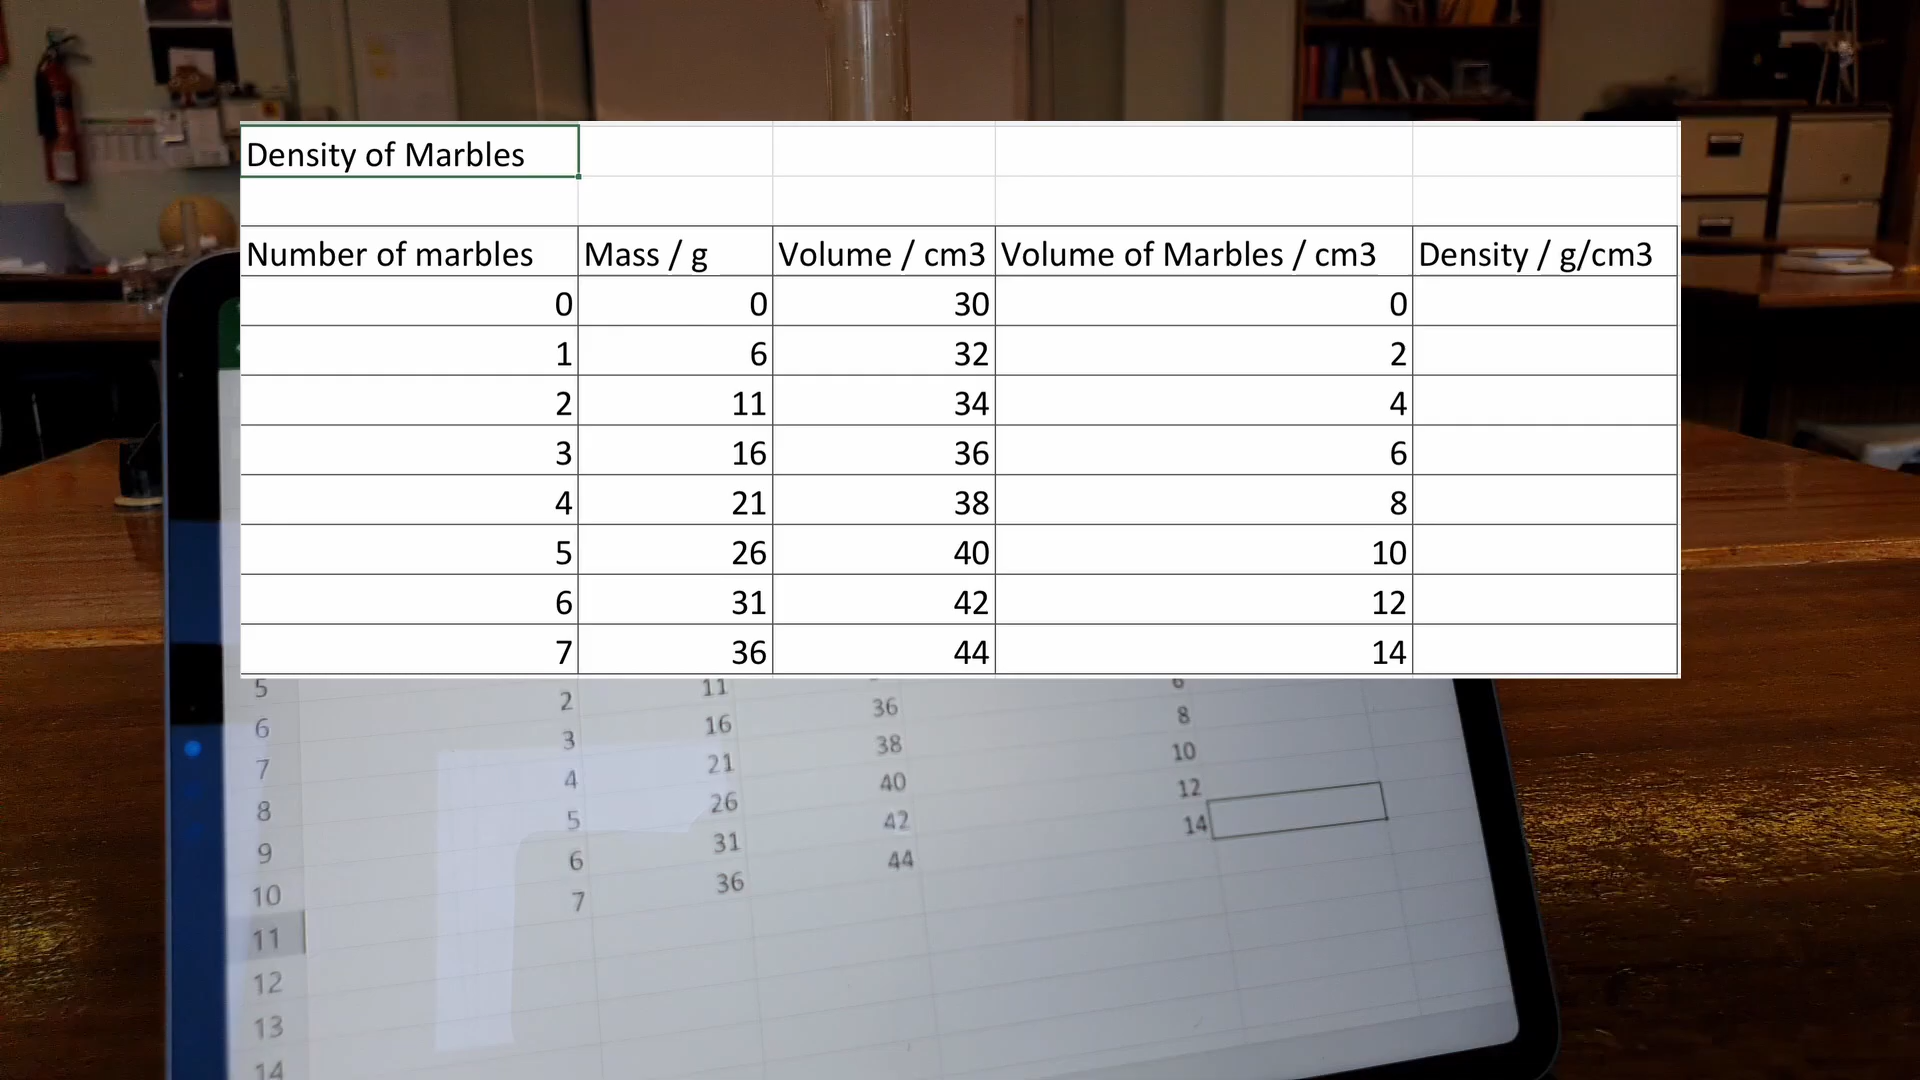 Density of Marbles
Number of marbles Mass / g Volume / cm3 Volume of Marbles / cm3 Density / g/cm3
0 0 30 0
1 6 32 2
2 11 34 4
3 16 36 6
4 21 38 8
5 26 40 10
6 31 42 12
7 36 44 14
5 2 11 6
6 3 16 36 8
7 4 21 38 10
8 5 26 40 12
9 6 31 42 14
10 7 36 44
11
12
13
14